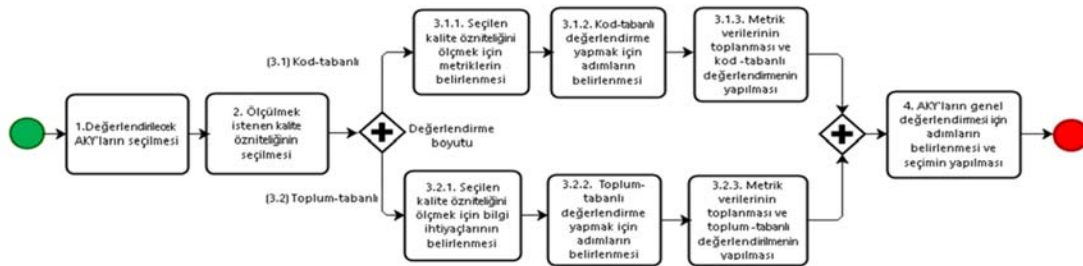 1.Değerlendirilecek
AKY'ların seçilmesi
2. Ölçülmek
istenen kalite
özniteliğinin
seçilmesi
Değerlendirme
boyutu
(3.1) Kod-tabanlı
3.1.1. Seçilen
kalite özniteliğini
ölçmek için
metriklerin
belirlenmesi
3.1.2. Kod-tabanlı
değerlendirme
yapmak için
adımların
belirlenmesi
3.1.3. Metrik
verilerinin
toplanması ve
kod -tabanlı
değerlendirmenin
yapılması
(3.2) Toplum-tabanlı
3.2.1. Seçilen
kalite özniteliğini
ölçmek için bilgi
ihtiyaçlarının
belirlenmesi
3.2.2. Toplum-
tabanlı
değerlendirme
yapmak için
adımların
belirlenmesi
3.2.3. Metrik
verilerinin
toplanması ve
toplum -tabanlı
değerlendirilmenin
yapılması
4. AKY'ların genel
değerlendirmesi için
adımların
belirlenmesi ve
seçimin yapılması